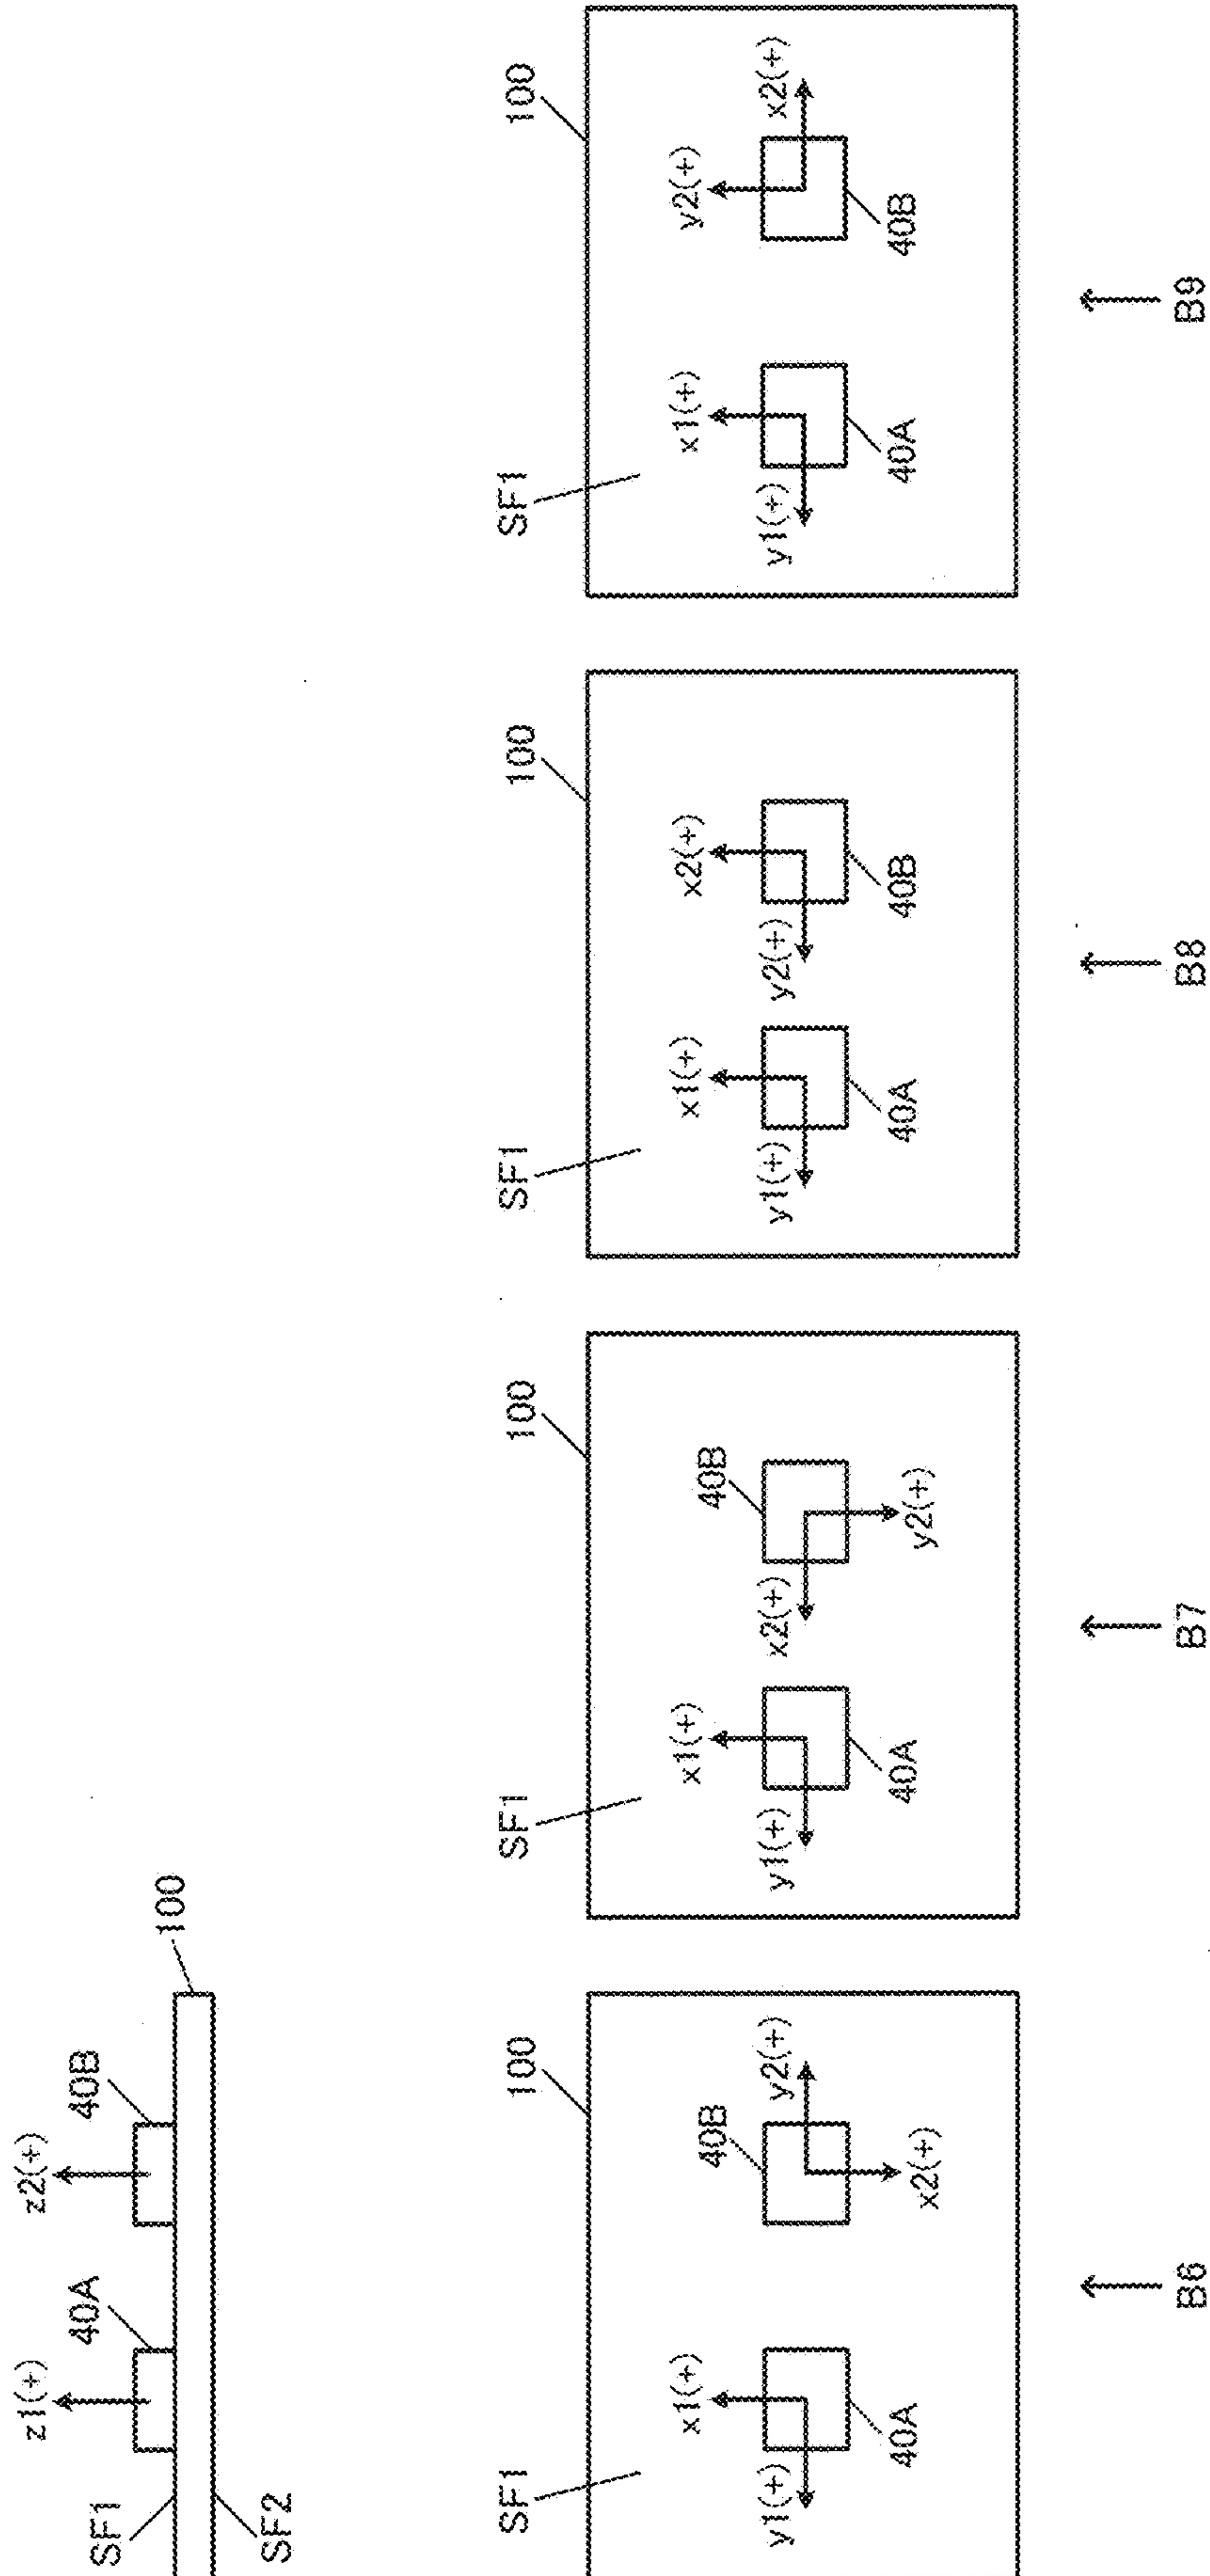 z1(+)
z2(+)
40A
40B
100
SF1
SF2
SF1
100
x1(+)
y1(+)
40A
40B
y2(+)
x2(+)
B6
SF1
100
x1(+)
y1(+)
40A
40B
x2(+)
y2(+)
B7
SF1
100
x1(+)
y1(+)
40A
x2(+)
y2(+)
40B
B8
SF1
100
x1(+)
y1(+)
40A
y2(+)
x2(+)
40B
B9